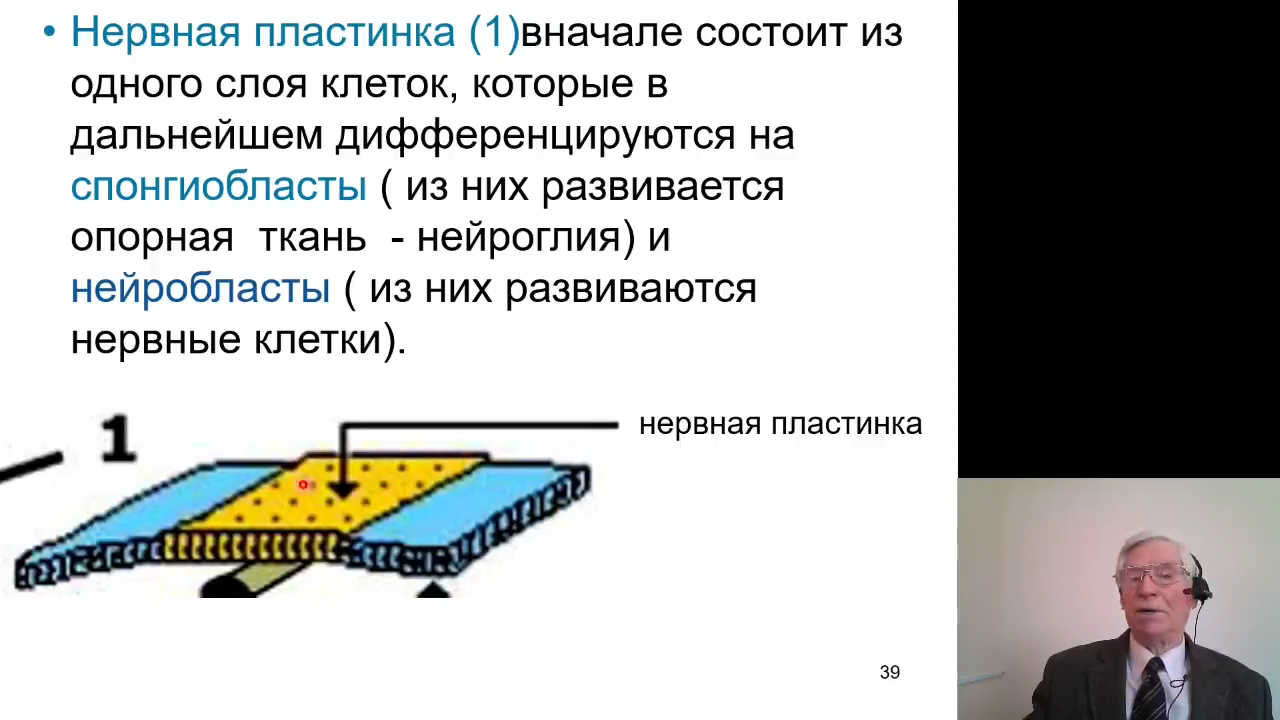 • Нервная пластинка (1)вначале состоит из
одного слоя клеток, которые в
дальнейшем дифференцируются на
спонгиобласты ( из них развивается
опорная ткань - нейроглия) и
нейробласты ( из них развиваются
нервные клетки).
1
нервная пластинка
39